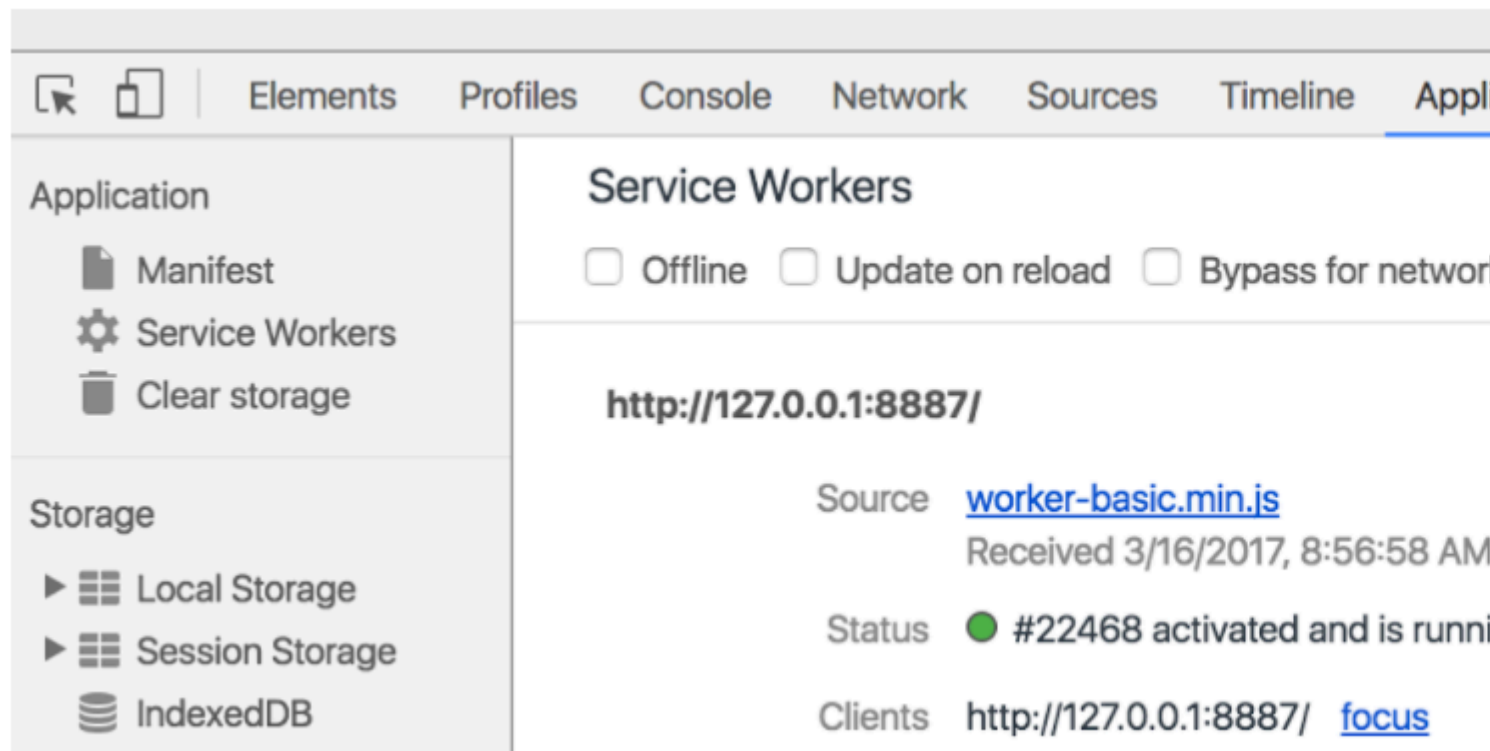 Elements Profiles Console Network Sources Timeline Appli
Application
Manifest
Service Workers
Clear storage
Storage
Local Storage
Session Storage
IndexedDB
Service Workers
Offline Update on reload Bypass for network
http://127.0.0.1:8887/
Source worker-basic.min.js
Received 3/16/2017, 8:56:58 AM
Status #22468 activated and is runni
Clients http://127.0.0.1:8887/ focus